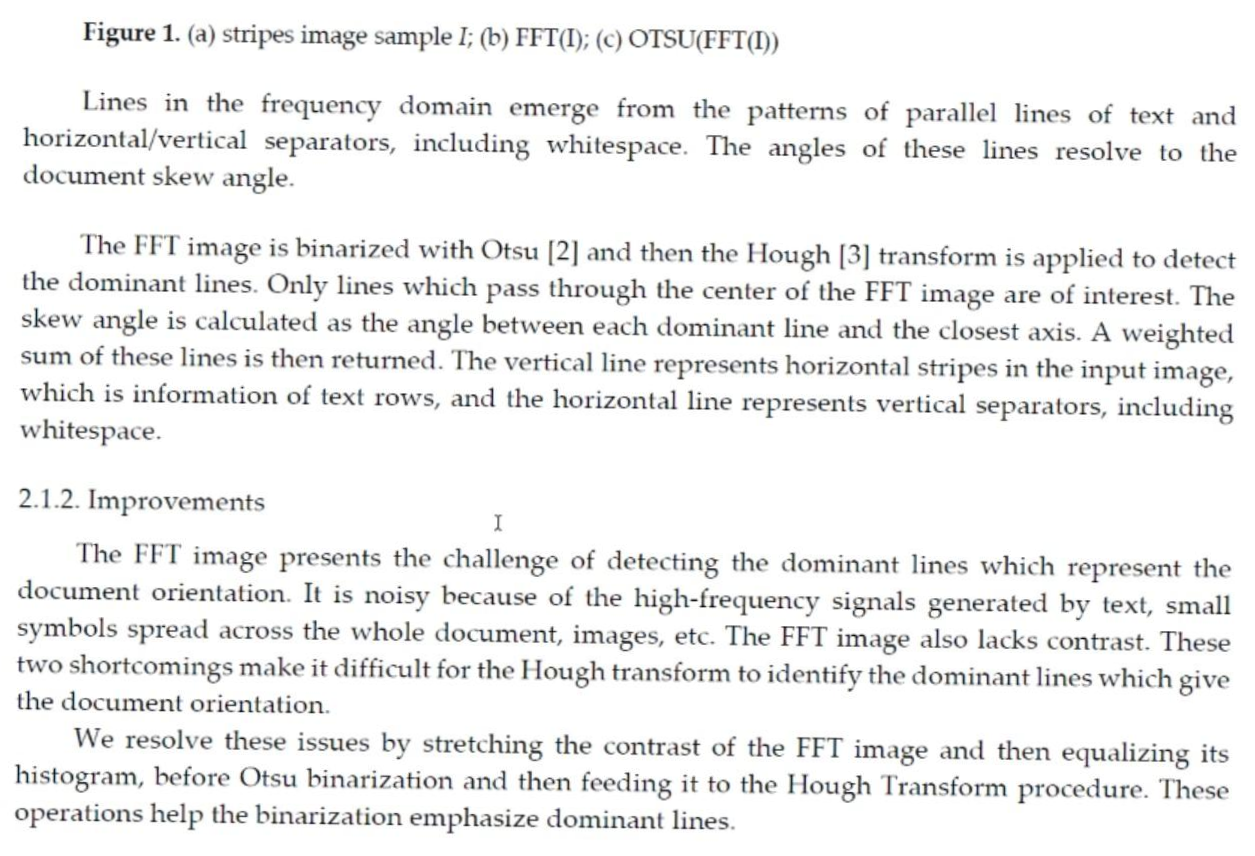 Figure 1. (a) stripes image sample I; (b) FFT(I); (c) OTSU(FFT(I))
Lines in the frequency domain emerge from the patterns of parallel lines of text and
horizontal/vertical separators, including whitespace. The angles of these lines resolve to the
document skew angle.
The FFT image is binarized with Otsu [2] and then the Hough [3] transform is applied to detect
the dominant lines. Only lines which pass through the center of the FFT image are of interest. The
skew angle is calculated as the angle between each dominant line and the closest axis. A weighted
sum of these lines is then returned. The vertical line represents horizontal stripes in the input image,
which is information of text rows, and the horizontal line represents vertical separators, including
whitespace.
2.1.2. Improvements
The FFT image presents the challenge of detecting the dominant lines which represent the
document orientation. It is noisy because of the high-frequency signals generated by text, small
symbols spread across the whole document, images, etc. The FFT image also lacks contrast. These
two shortcomings make it difficult for the Hough transform to identify the dominant lines which give
the document orientation.
We resolve these issues by stretching the contrast of the FFT image and then equalizing its
histogram, before Otsu binarization and then feeding it to the Hough Transform procedure. These
operations help the binarization emphasize dominant lines.